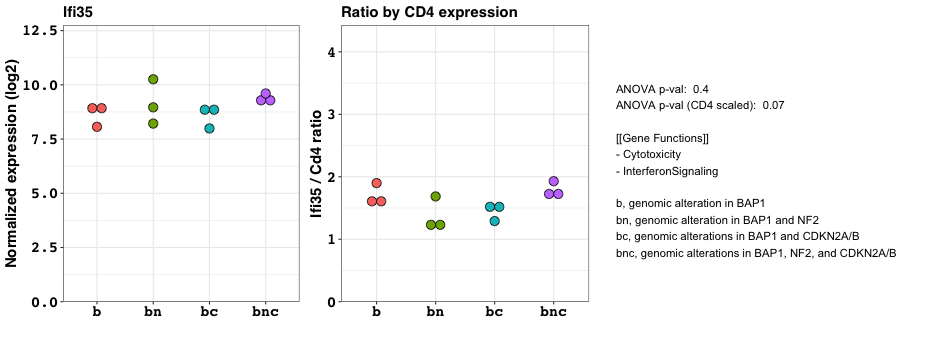 Ifi35
Normalized expression (log2)
12.5
10.0
7.5
5.0
2.5
0.0
b
bn
bc
bnc
Ratio by CD4 expression
Ifi35 / Cd4 ratio
4
3
2
1
0
b
bn
bc
bnc
ANOVA p-val: 0.4
ANOVA p-val (CD4 scaled): 0.07
[[Gene Functions]]
- Cytotoxicity
- InterferonSignaling
b, genomic alteration in BAP1
bn, genomic alteration in BAP1 and NF2
bc, genomic alterations in BAP1 and CDKN2A/B
bnc, genomic alterations in BAP1, NF2, and CDKN2A/B